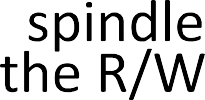 spindle
the R/W